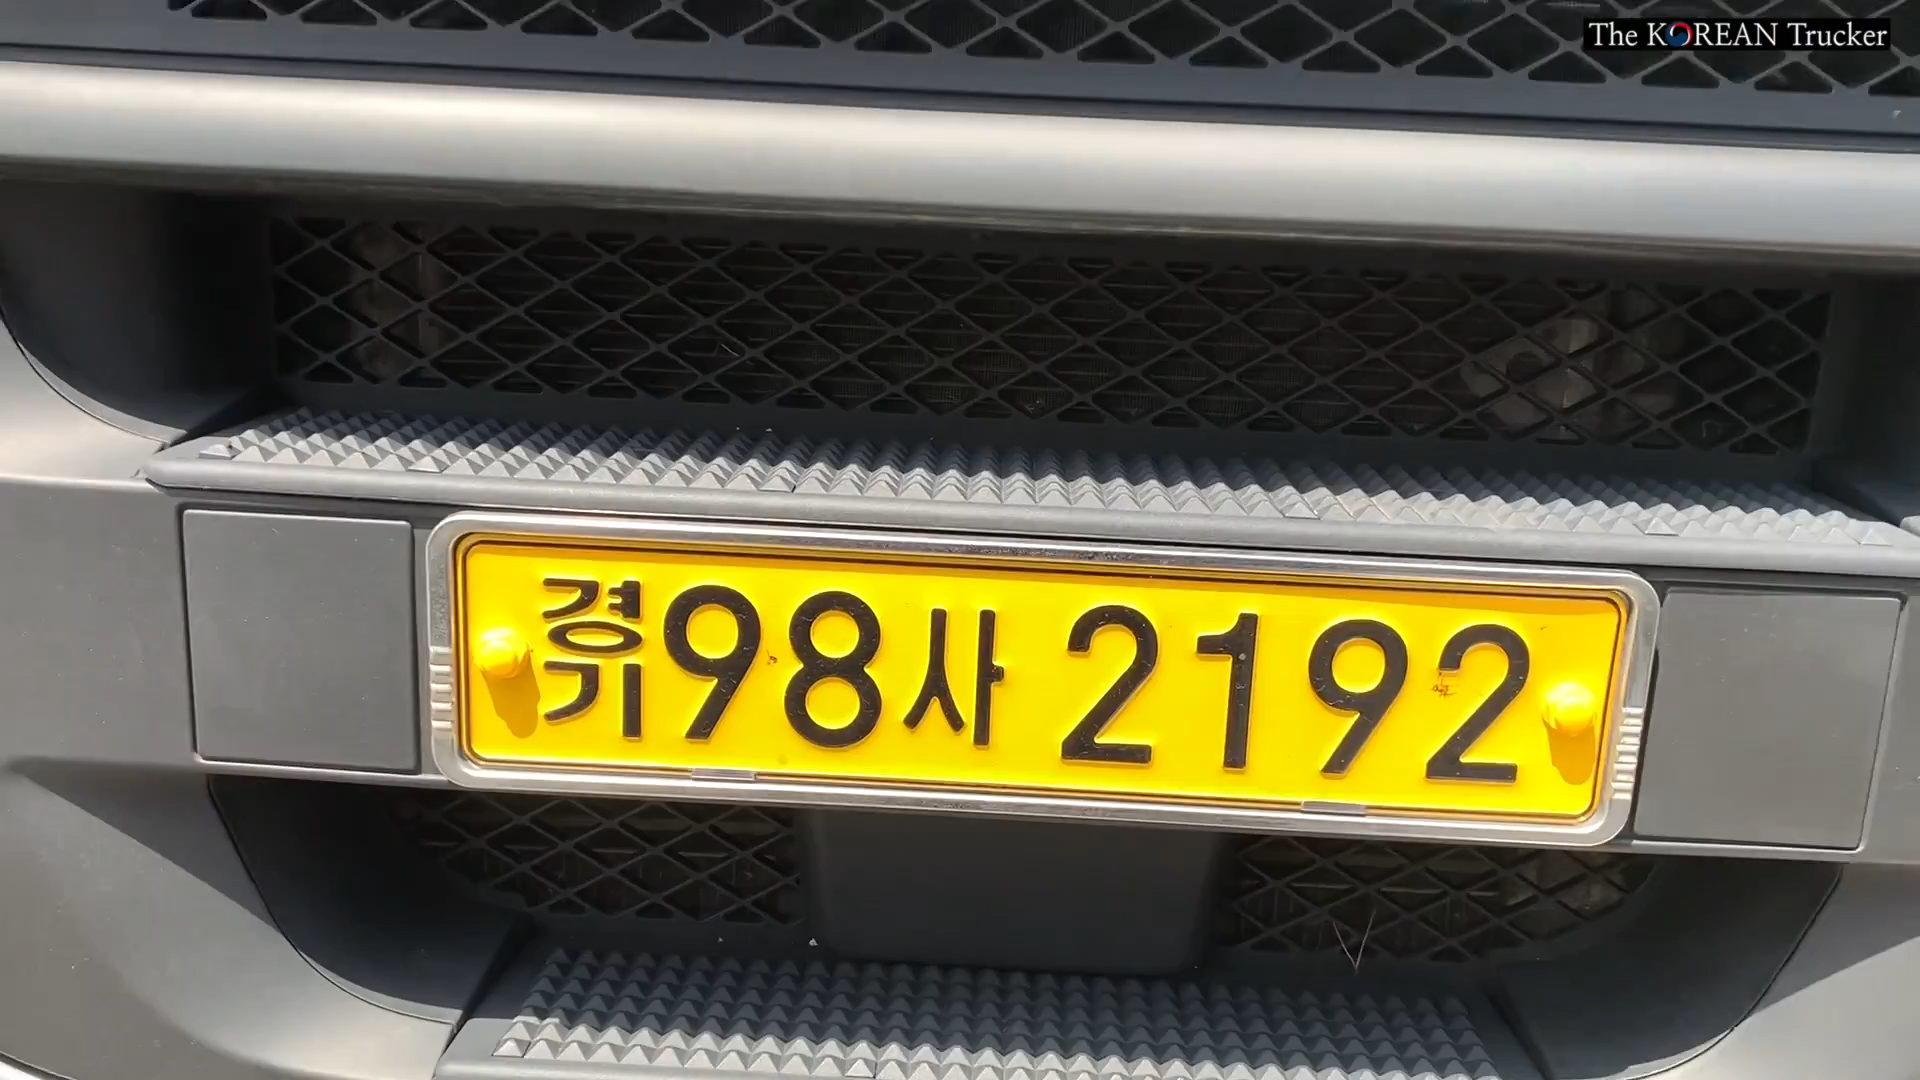 The KOREAN Trucker
경기 98사 2192